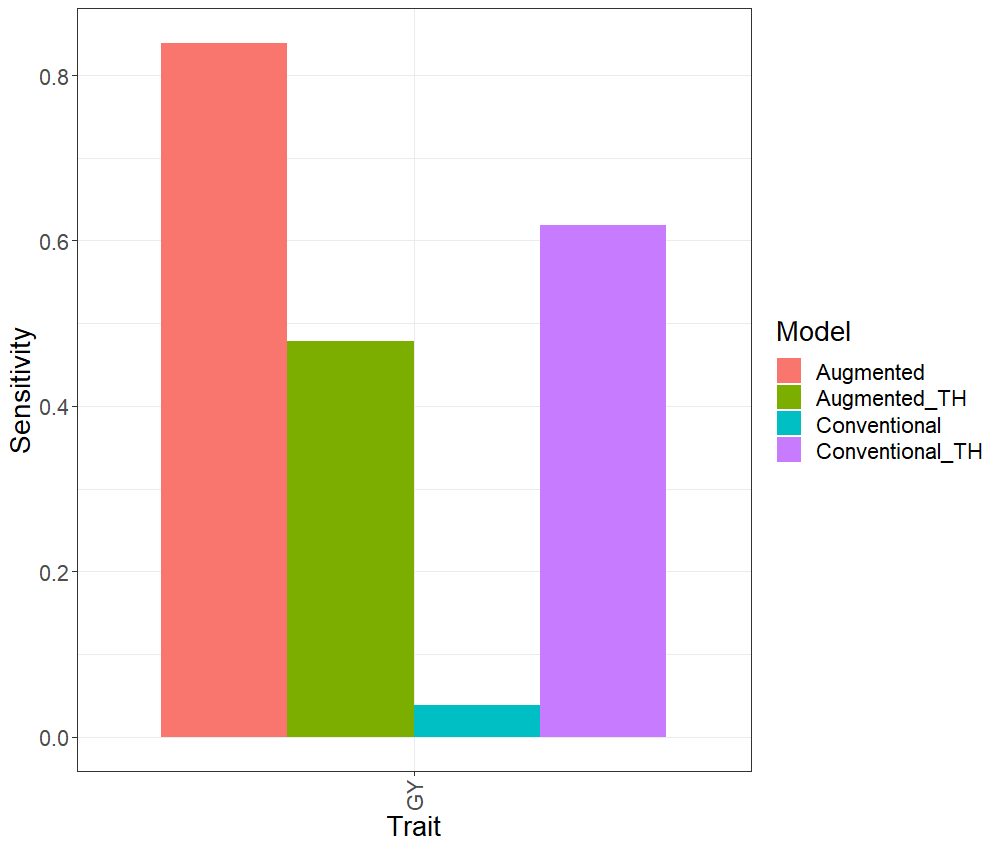 Sensitivity
0.8
0.6
0.4
0.2
0.0
GY
Trait
Model
Augmented
Augmented_TH
Conventional
Conventional_TH